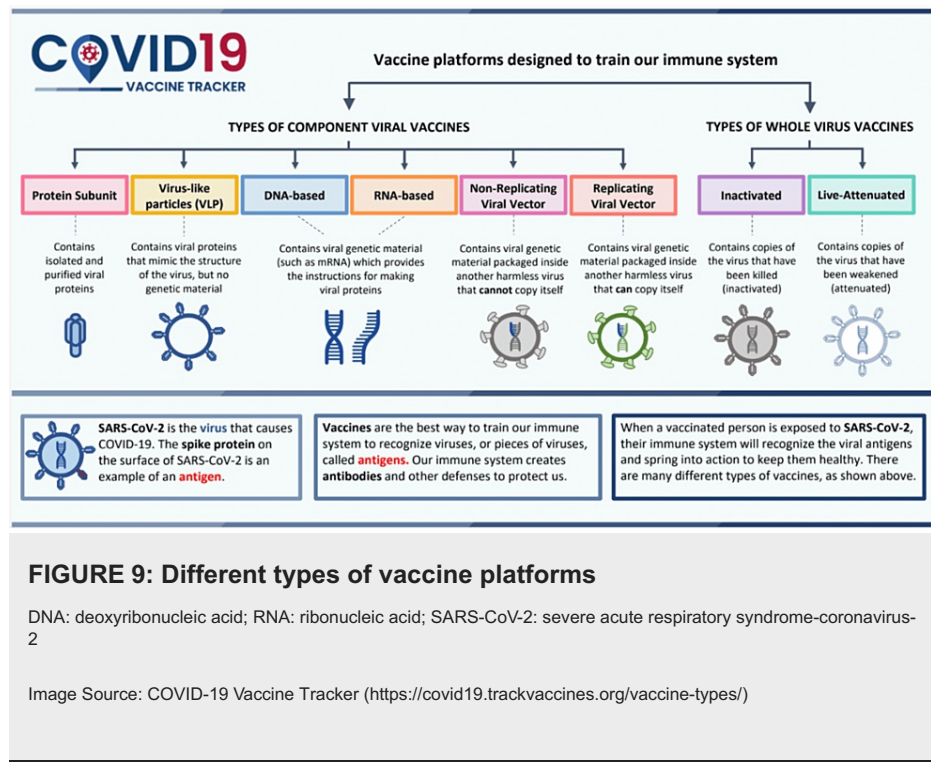 COVID19
VACCINE TRACKER
Vaccine platforms designed to train our immune system
TYPES OF COMPONENT VIRAL VACCINES
TYPES OF WHOLE VIRUS VACCINES
Protein Subunit
Contains
isolated and
purified viral
proteins
Virus-like
particles (VLP)
Contains viral proteins
that mimic the structure
of the virus, but no
genetic material
DNA-based
RNA-based
Contains viral genetic material
(such as mRNA) which provides
the instructions for making
viral proteins
Non-Replicating
Viral Vector
Contains viral genetic
material packaged inside
another harmless virus
that cannot copy itself
Replicating
Viral Vector
Contains viral genetic
material packaged inside
another harmless virus
that can copy itself
Inactivated
Contains copies of
the virus that have
been killed
(inactivated)
Live-Attenuated
Contains copies of
the virus that have
been weakened
(attenuated)
SARS-CoV-2 is the virus that causes
COVID-19. The spike protein on
the surface of SARS-CoV-2 is an
example of an antigen.
Vaccines are the best way to train our immune
system to recognize viruses, or pieces of viruses,
called antigens. Our immune system creates
antibodies and other defenses to protect us.
When a vaccinated person is exposed to SARS-CoV-2,
their immune system will recognize the viral antigens
and spring into action to keep them healthy. There
are many different types of vaccines, as shown above.
FIGURE 9: Different types of vaccine platforms
DNA: deoxyribonucleic acid; RNA: ribonucleic acid; SARS-CoV-2: severe acute respiratory syndrome-coronavirus-
2
Image Source: COVID-19 Vaccine Tracker (https://covid19.trackvaccines.org/vaccine-types/)